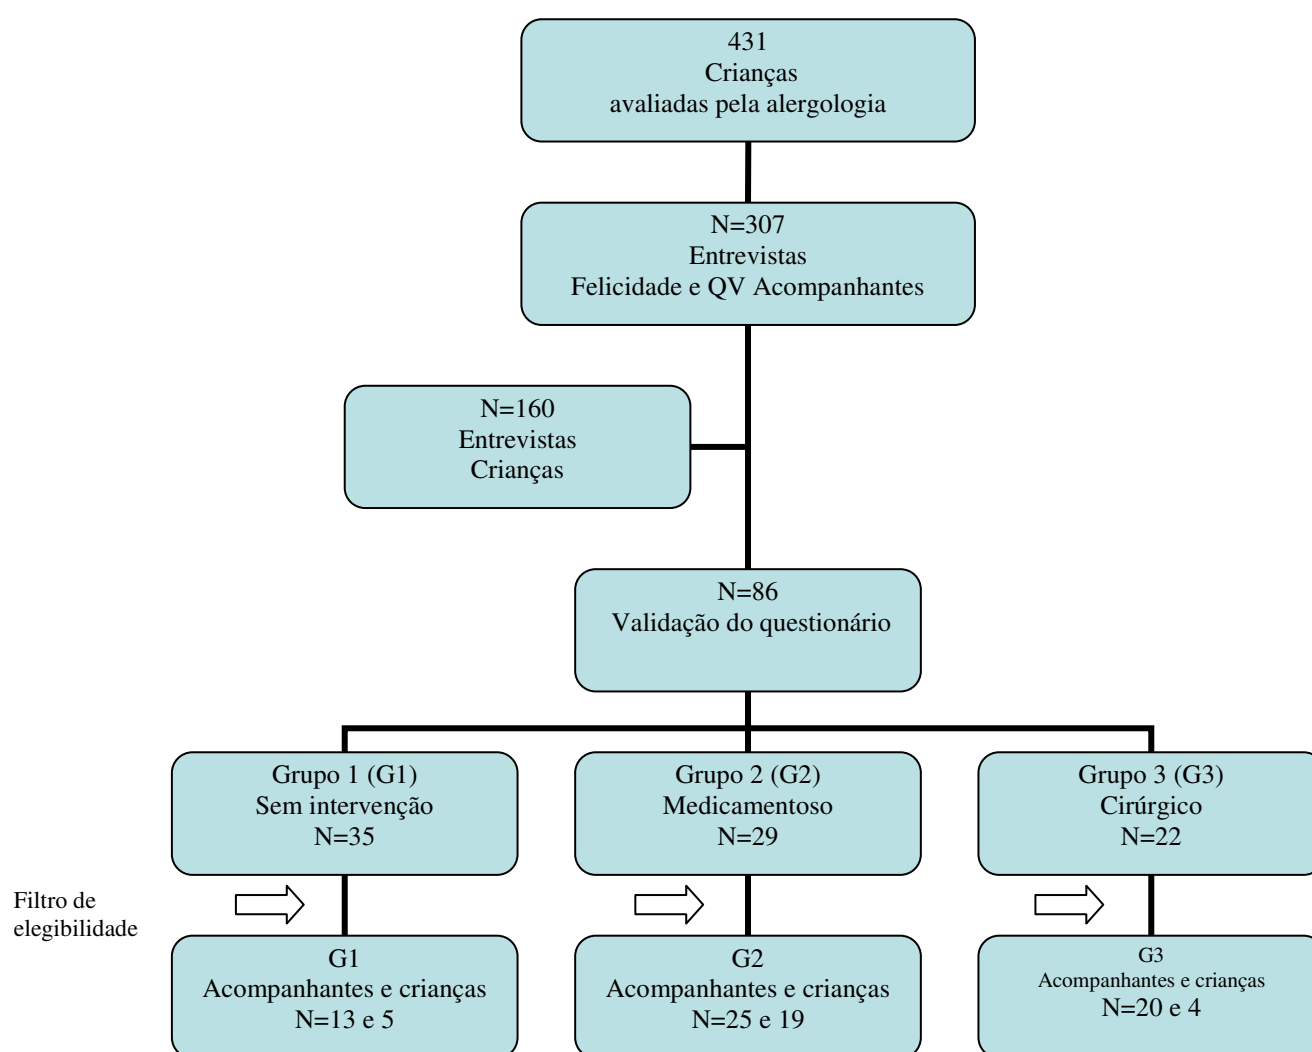 431
Crianças
avaliadas pela alergologia
N=307
Entrevistas
Felicidade e QV Acompanhantes
N=160
Entrevistas
Crianças
N=86
Validação do questionário
Grupo 1 (G1)
Sem intervenção
N=35
Grupo 2 (G2)
Medicamentoso
N=29
Grupo 3 (G3)
Cirúrgico
N=22
Filtro de
elegibilidade
G1
Acompanhantes e crianças
N=13 e 5
G2
Acompanhantes e crianças
N=25 e 19
G3
Acompanhantes e crianças
N=20 e 4